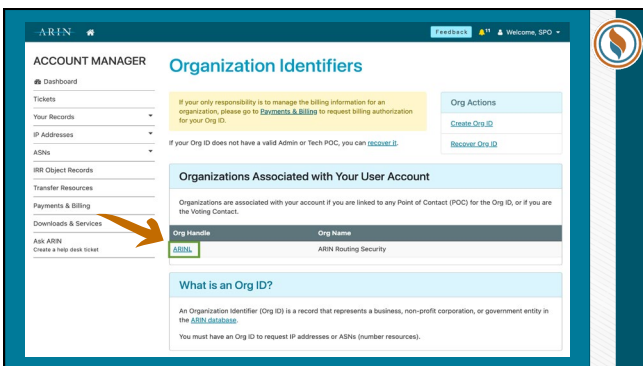 ARIN
Feedback
11
Welcome, SPO
ACCOUNT MANAGER
Dashboard
Tickets
Your Records
IP Addresses
ASNs
IRR Object Records
Transfer Resources
Payments & Billing
Downloads & Services
Ask ARIN
Create a help desk ticket
Organization Identifiers
If your only responsibility is to manage the billing information for an
organization, please go to Payments & Billing to request billing authorization
for your Org ID.
If your Org ID does not have a valid Admin or Tech POC, you can recover it.
Org Actions
Create Org ID
Recover Org ID
Organizations Associated with Your User Account
Organizations are associated with your account if you are linked to any Point of Contact (POC) for the Org ID, or if you are
the Voting Contact.
Org Handle Org Name
ARINL ARIN Routing Security
What is an Org ID?
An Organization Identifier (Org ID) is a record that represents a business, non-profit corporation, or government entity in
the ARIN database.
You must have an Org ID to request IP addresses or ASNs (number resources).